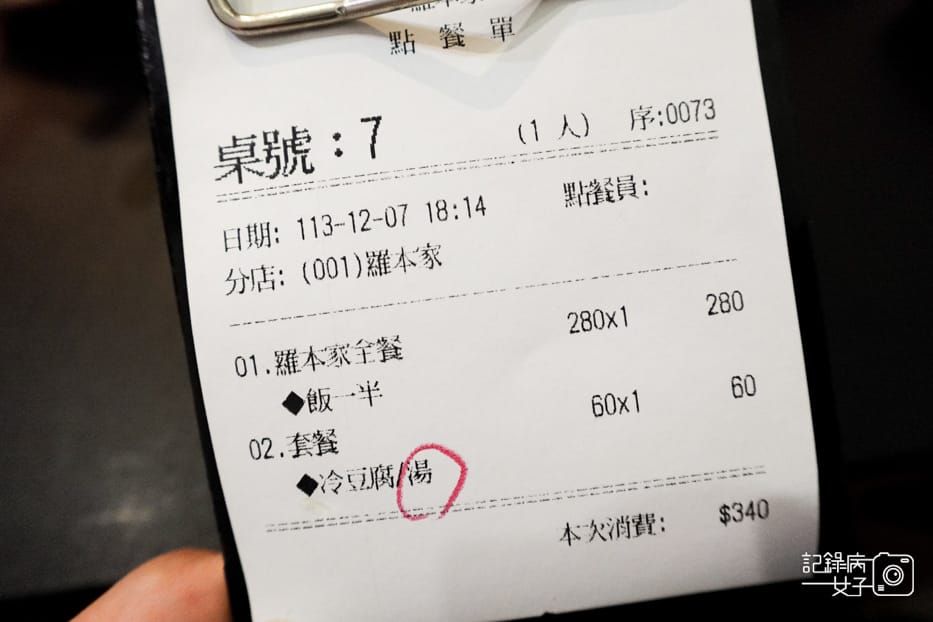 點餐單
桌號:7 (1 人) 序:0073
日期: 113-12-07 18:14 點餐員:
分店: (001)羅本家
01.羅本家全餐 280x1 280
◆飯一半
02.套餐 60x1 60
◆冷豆腐/湯
本次消費: $340
記錄病
女子